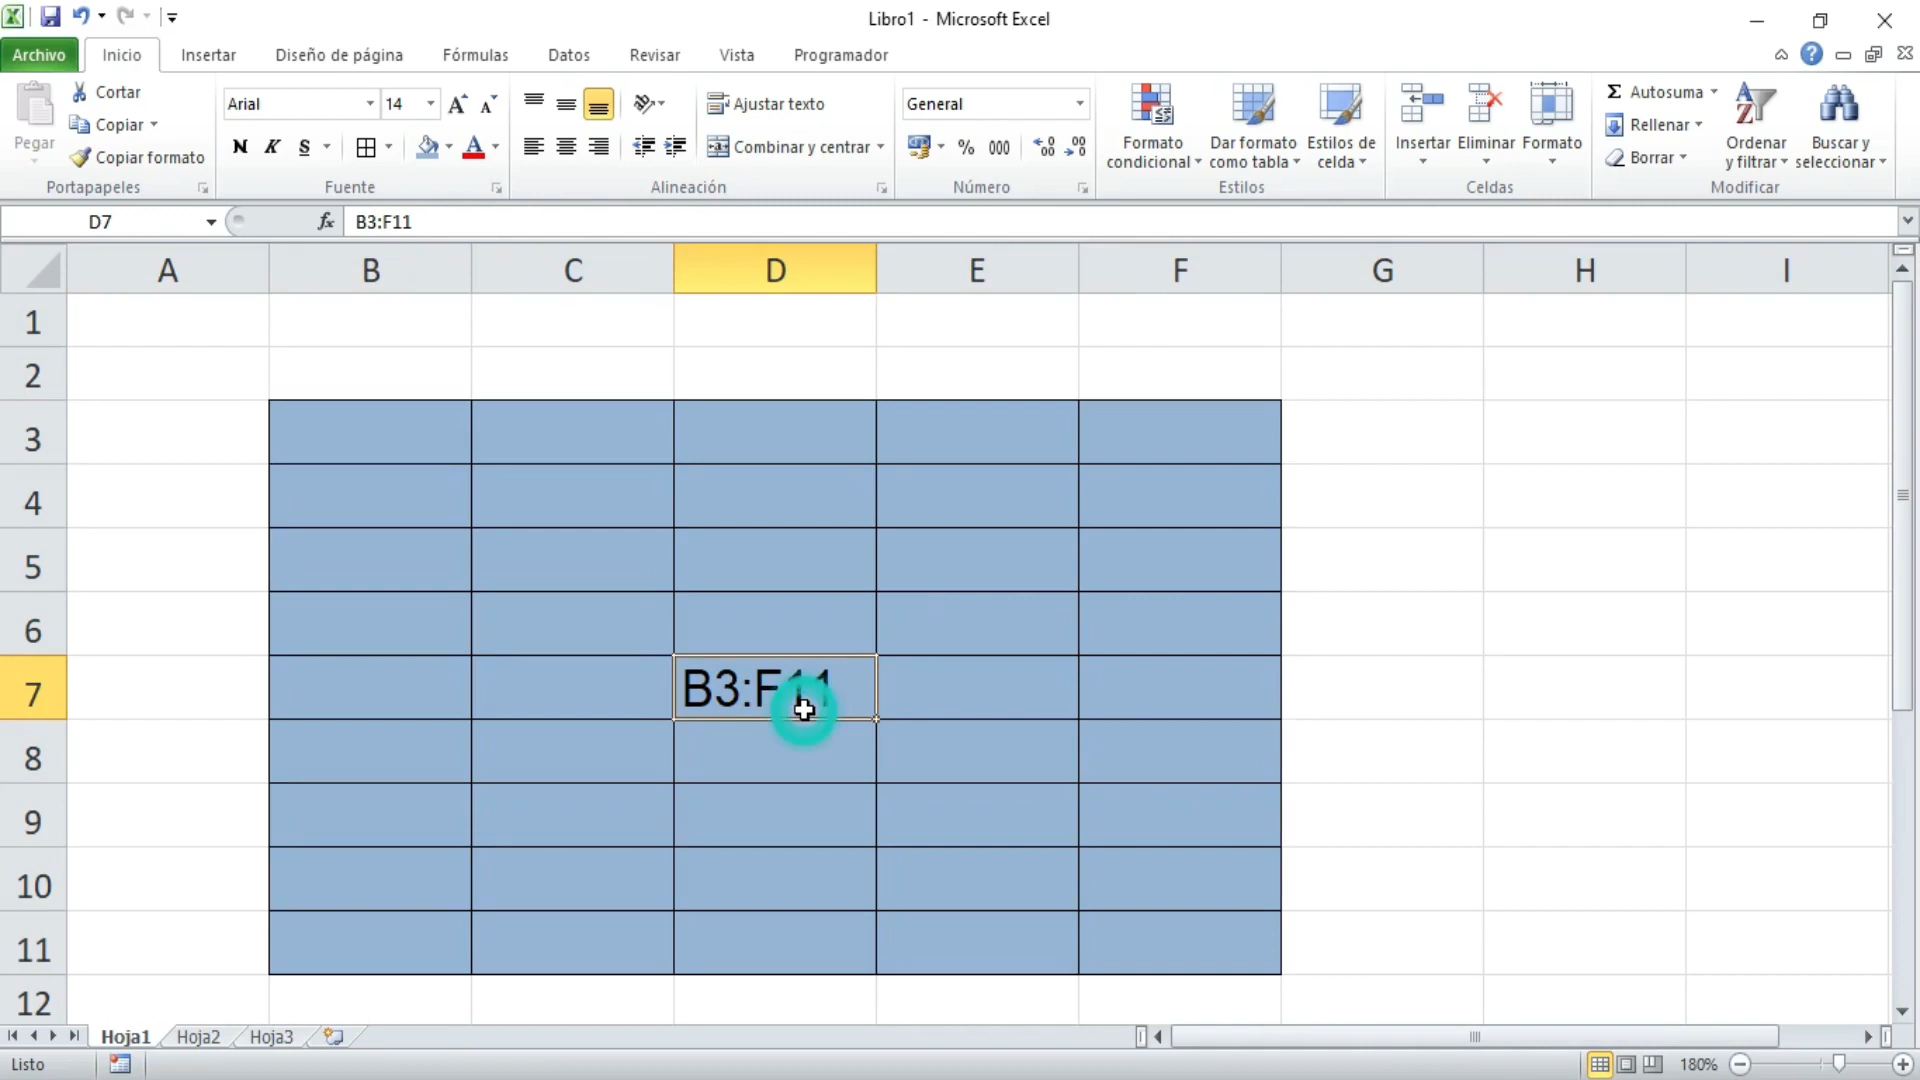 Libro1 - Microsoft Excel
Archivo Inicio Insertar Diseño de página Fórmulas Datos Revisar Vista Programador
Pegar
Cortar
Copiar
Copiar formato
Portapapeles
Arial 14
N K S
Fuente
Ajustar texto
Combinar y centrar
Alineación
General
% 000
Número
Formato condicional
Dar formato como tabla
Estilos de celda
Estilos
Insertar Eliminar Formato
Celdas
Σ Autosuma
Rellenar
Borrar
Ordenar y filtrar
Buscar y seleccionar
Modificar
D7 fx B3:F11
A B C D E F G H I
1
2
3
4
5
6
7 B3:F11
8
9
10
11
12
Hoja1 Hoja2 Hoja3
Listo 180%